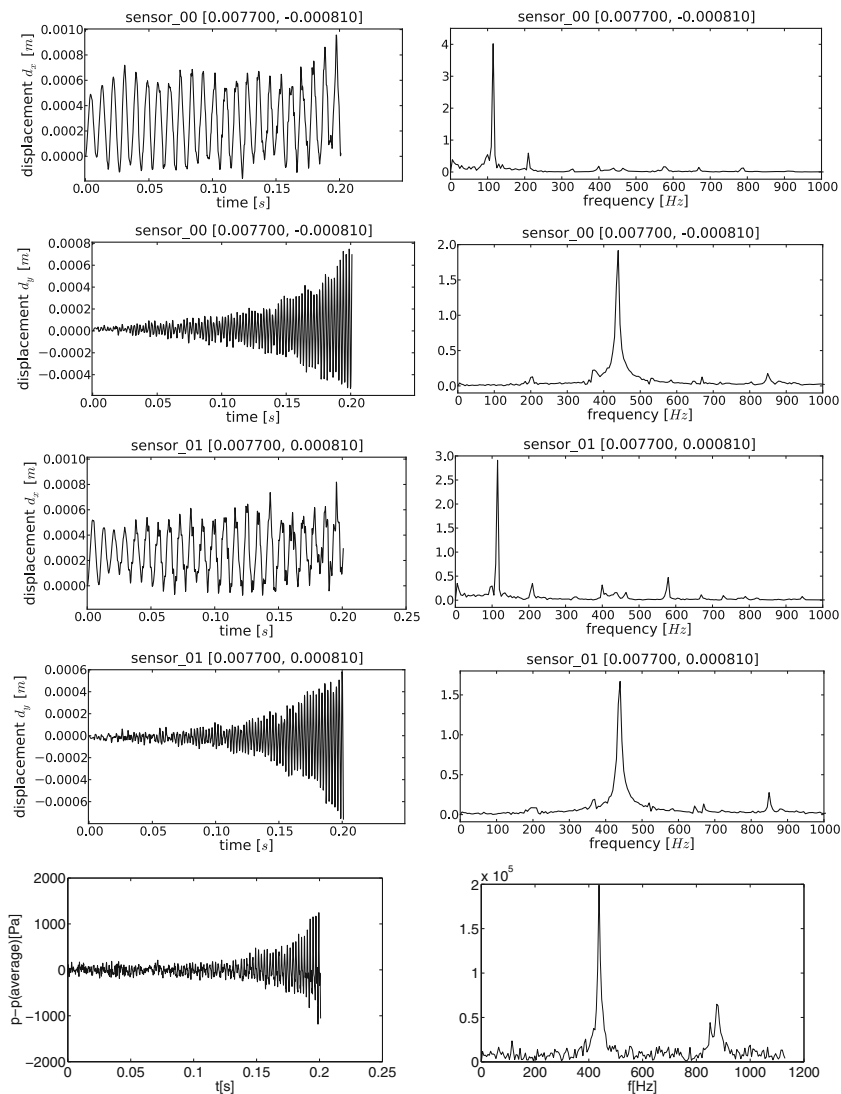 sensor_00 [0.007700, -0.000810]
displacement d_x [m]
0.0010
0.0008
0.0006
0.0004
0.0002
0.0000
0.00 0.05 0.10 0.15 0.20 0.25
time [s]
sensor_00 [0.007700, -0.000810]
4
3
2
1
0
0 100 200 300 400 500 600 700 800 900 1000
frequency [Hz]
sensor_00 [0.007700, -0.000810]
displacement d_y [m]
0.0008
0.0006
0.0004
0.0002
0.0000
−0.0002
−0.0004
0.00 0.05 0.10 0.15 0.20
time [s]
sensor_00 [0.007700, -0.000810]
2.0
1.5
1.0
0.5
0.0
0 100 200 300 400 500 600 700 800 900 1000
frequency [Hz]
sensor_01 [0.007700, 0.000810]
displacement d_x [m]
0.0010
0.0008
0.0006
0.0004
0.0002
0.0000
0.00 0.05 0.10 0.15 0.20 0.25
time [s]
sensor_01 [0.007700, 0.000810]
3.0
2.5
2.0
1.5
1.0
0.5
0.0
0 100 200 300 400 500 600 700 800 900 1000
frequency [Hz]
sensor_01 [0.007700, 0.000810]
displacement d_y [m]
0.0006
0.0004
0.0002
0.0000
−0.0002
−0.0004
−0.0006
0.00 0.05 0.10 0.15 0.20
time [s]
sensor_01 [0.007700, 0.000810]
1.5
1.0
0.5
0.0
0 100 200 300 400 500 600 700 800 900 1000
frequency [Hz]
p−p(average)[Pa]
2000
1000
0
−1000
−2000
0 0.05 0.1 0.15 0.2 0.25
t[s]
x 10^5
2
1.5
1
0.5
0
0 200 400 600 800 1000 1200
f[Hz]